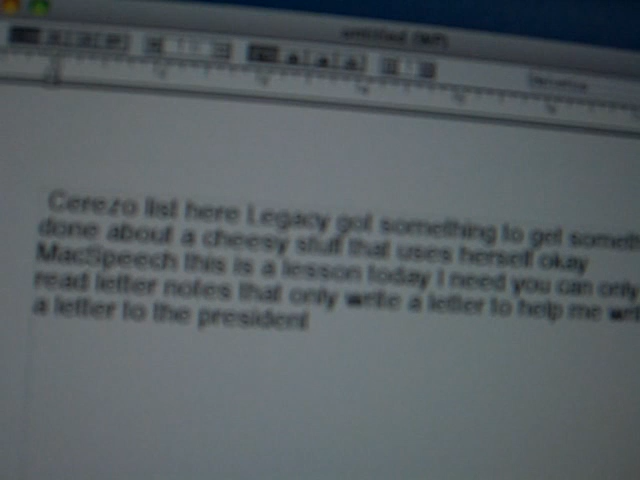 untitled (WP)
Cerezo list here Legacy got something to get someth
done about a cheesy stuff that uses herself okay
MacSpeech this is a lesson today I need you can only
read letter notes that only write a letter to help me wri
a letter to the president